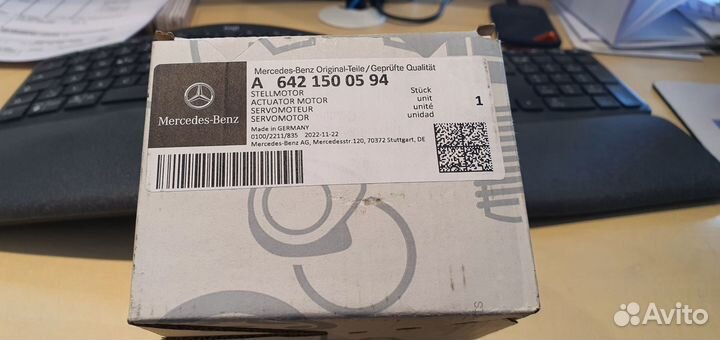 Mercedes-Benz Original-Teile/Geprüfte Qualität
A 642 150 05 94
STELLMOTOR Stück
ACTUATOR MOTOR unit 1
SERVOMOTEUR unité
SERVOMOTOR unidad
Made in GERMANY
0100/2211/835 2022-11-22
Mercedes-Benz AG, Mercedesstr.120, 70372 Stuttgart, DE
Mercedes-Benz
Avito